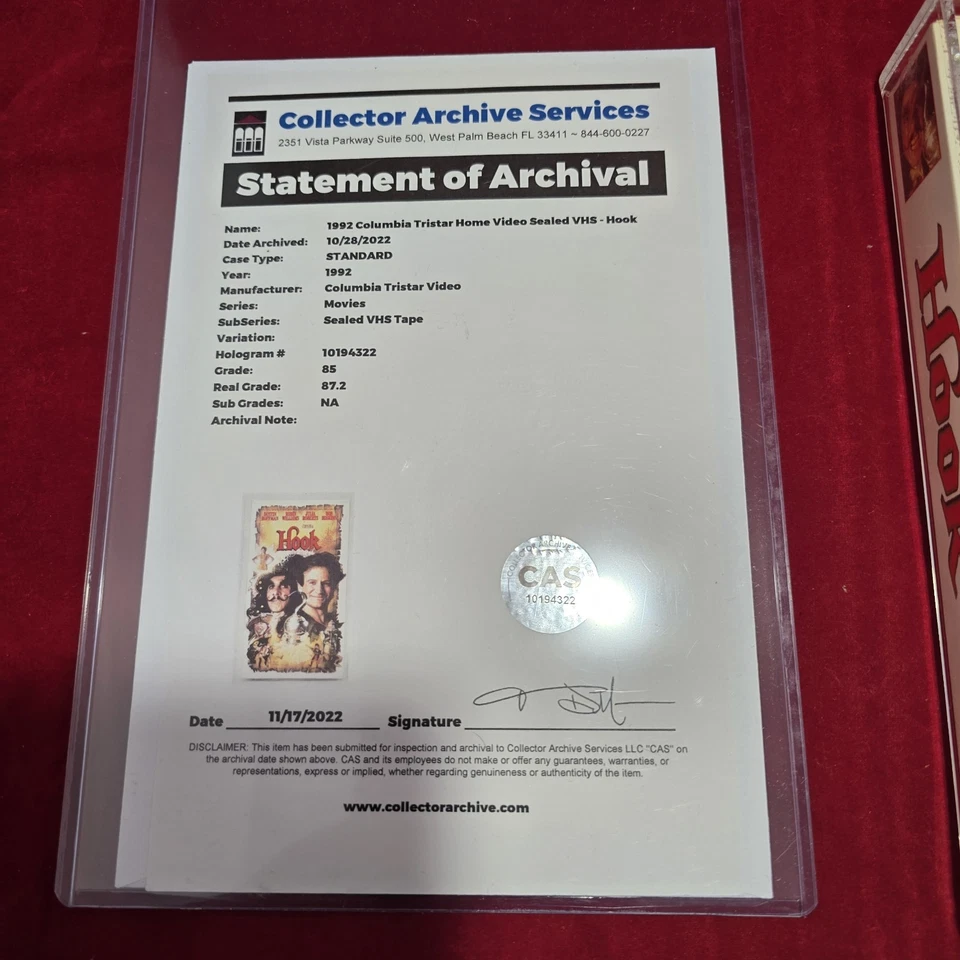 Collector Archive Services
2351 Vista Parkway Suite 500, West Palm Beach FL 33411 ~ 844-600-0227
Statement of Archival
Name: 1992 Columbia Tristar Home Video Sealed VHS - Hook
Date Archived: 10/28/2022
Case Type: STANDARD
Year: 1992
Manufacturer: Columbia Tristar Video
Series: Movies
SubSeries: Sealed VHS Tape
Variation:
Hologram # 10194322
Grade: 85
Real Grade: 87.2
Sub Grades: NA
Archival Note:
Hook
CAS
10194322
Date 11/17/2022 Signature
DISCLAIMER: This item has been submitted for inspection and archival to Collector Archive Services LLC "CAS" on
the archival date shown above. CAS and its employees do not make or offer any guarantees, warranties, or
representations, express or implied, whether regarding genuineness or authenticity of the item.
www.collectorarchive.com
Hook